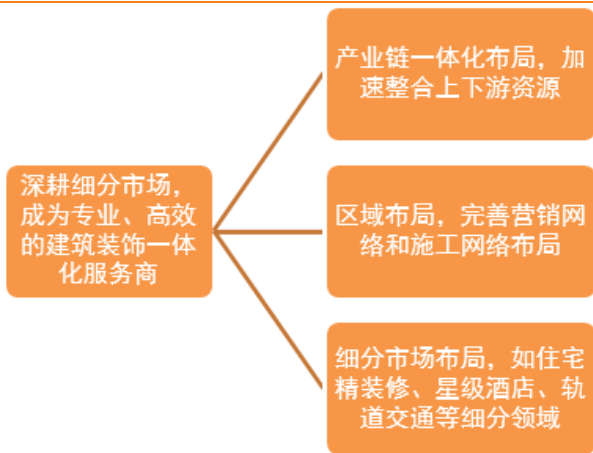 深耕细分市场，
成为专业、高效
的建筑装饰一体
化服务商
产业链一体化布局，加
速整合上下游资源
区域布局，完善营销网
络和施工网络布局
细分市场布局，如住宅
精装修、星级酒店、轨
道交通等细分领域